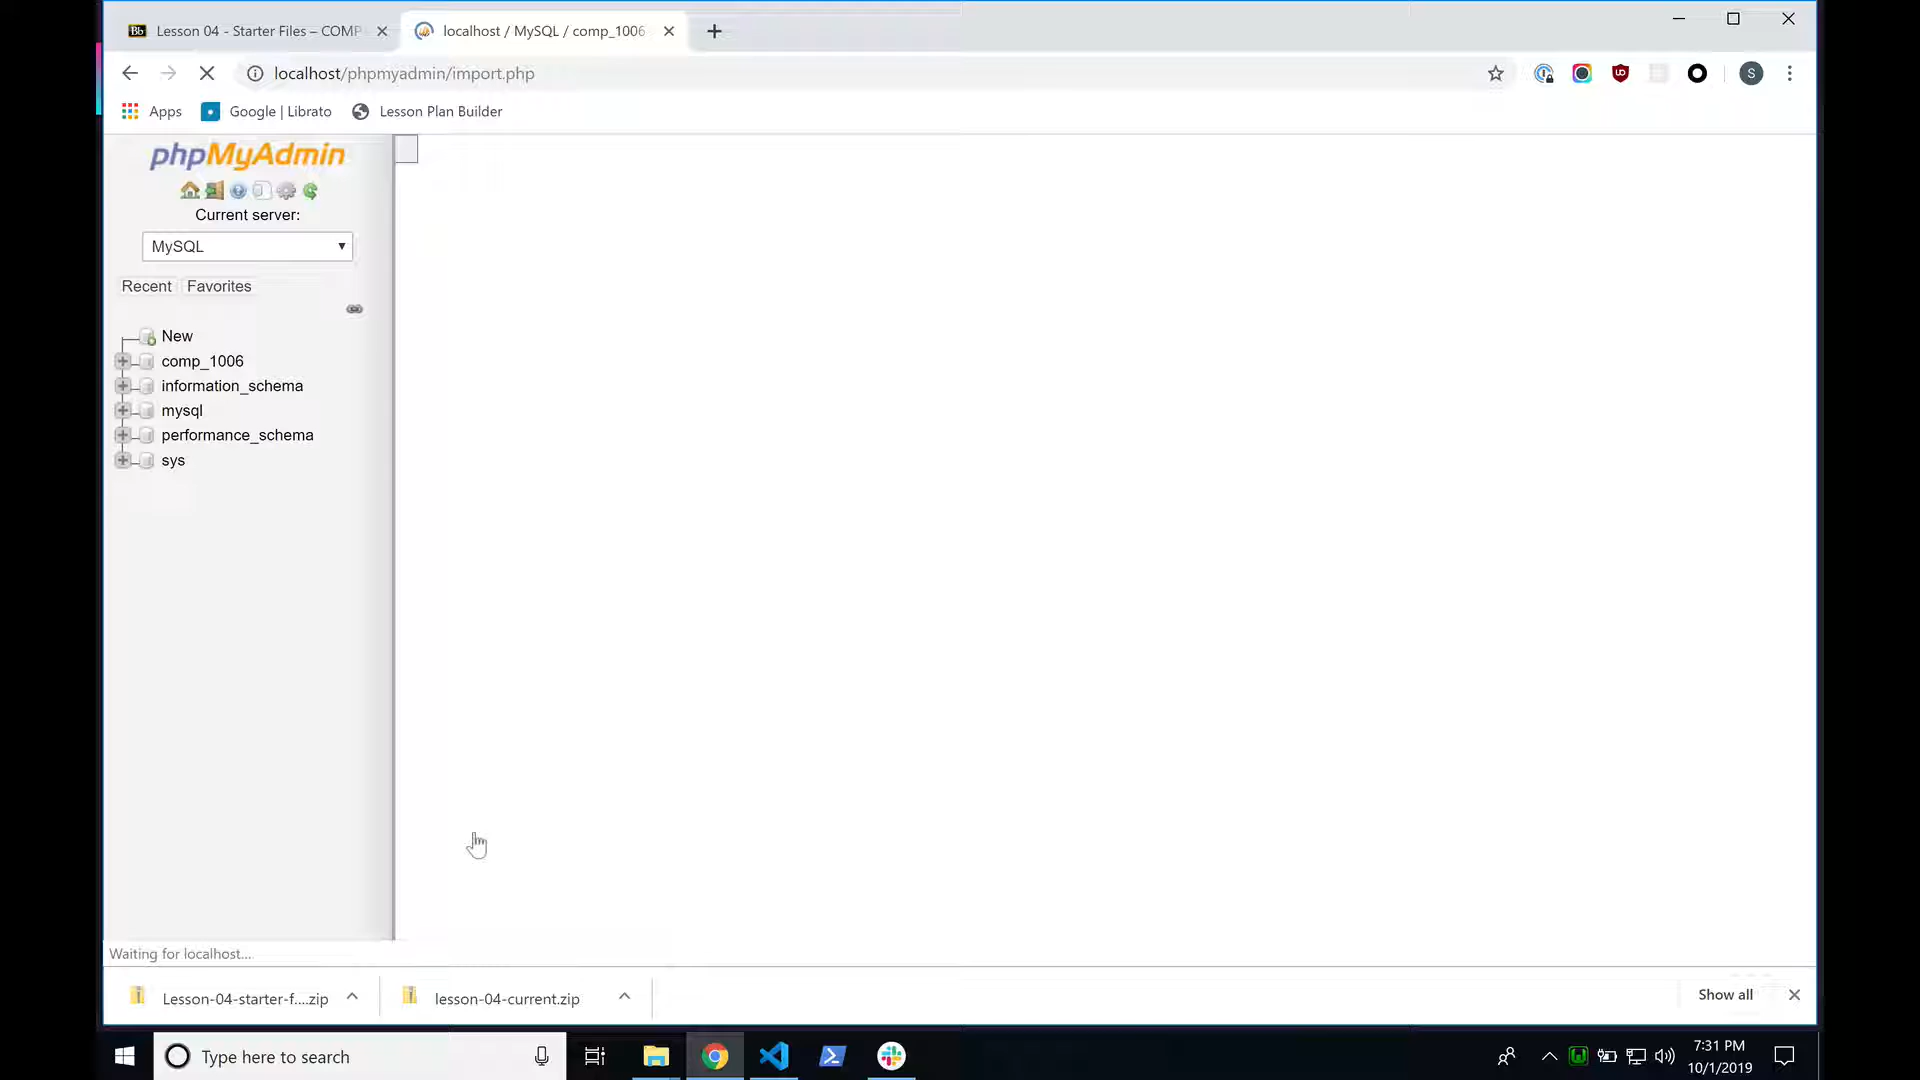 Lesson 04 - Starter Files – COMP
localhost / MySQL / comp_1006
localhost/phpmyadmin/import.php
S
Apps
Google | Librato
Lesson Plan Builder
phpMyAdmin
Current server:
MySQL
Recent
Favorites
New
comp_1006
information_schema
mysql
performance_schema
sys
Waiting for localhost...
Lesson-04-starter-f....zip
lesson-04-current.zip
Show all
Type here to search
7:31 PM
10/1/2019